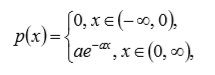 p(x) = {0, x ∈ (−∞, 0),
ae^{−ax}, x ∈ (0, ∞),